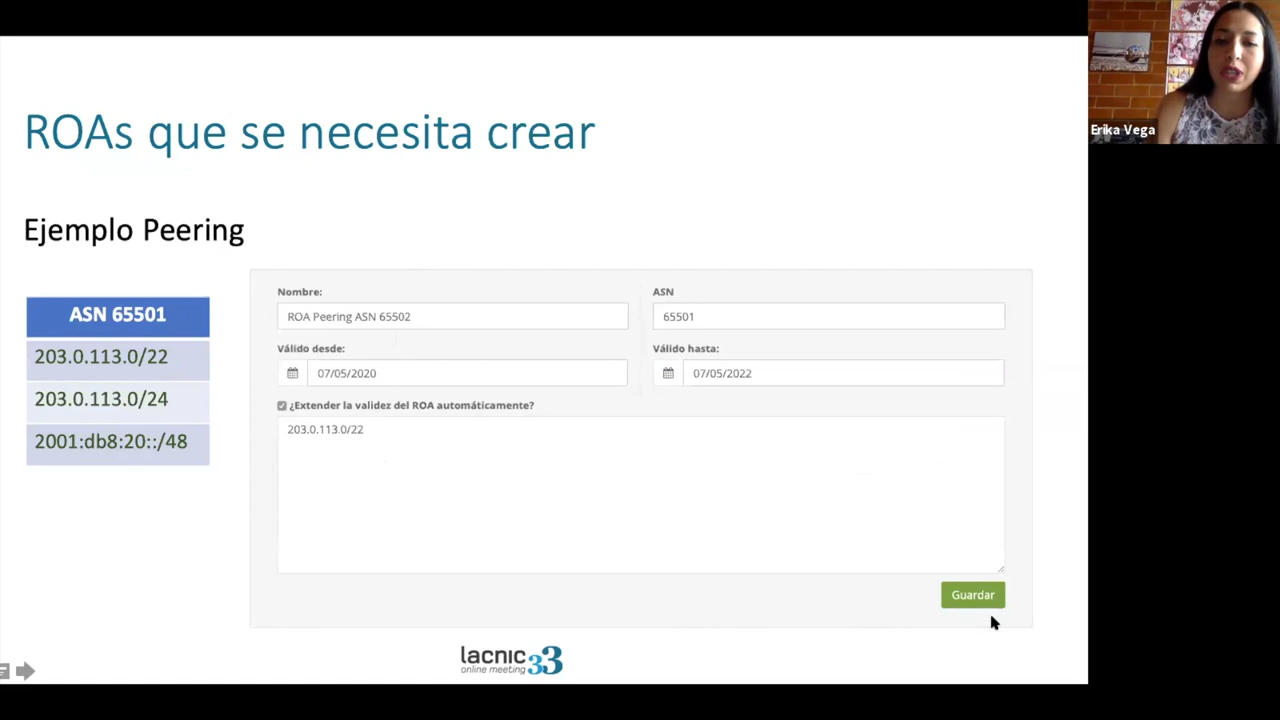 ROAs que se necesita crear
Erika Vega
Ejemplo Peering
ASN 65501
203.0.113.0/22
203.0.113.0/24
2001:db8:20::/48
Nombre:
ROA Peering ASN 65502
ASN
65501
Válido desde:
07/05/2020
Válido hasta:
07/05/2022
¿Extender la validez del ROA automáticamente?
203.0.113.0/22
Guardar
lacnic 33
online meeting